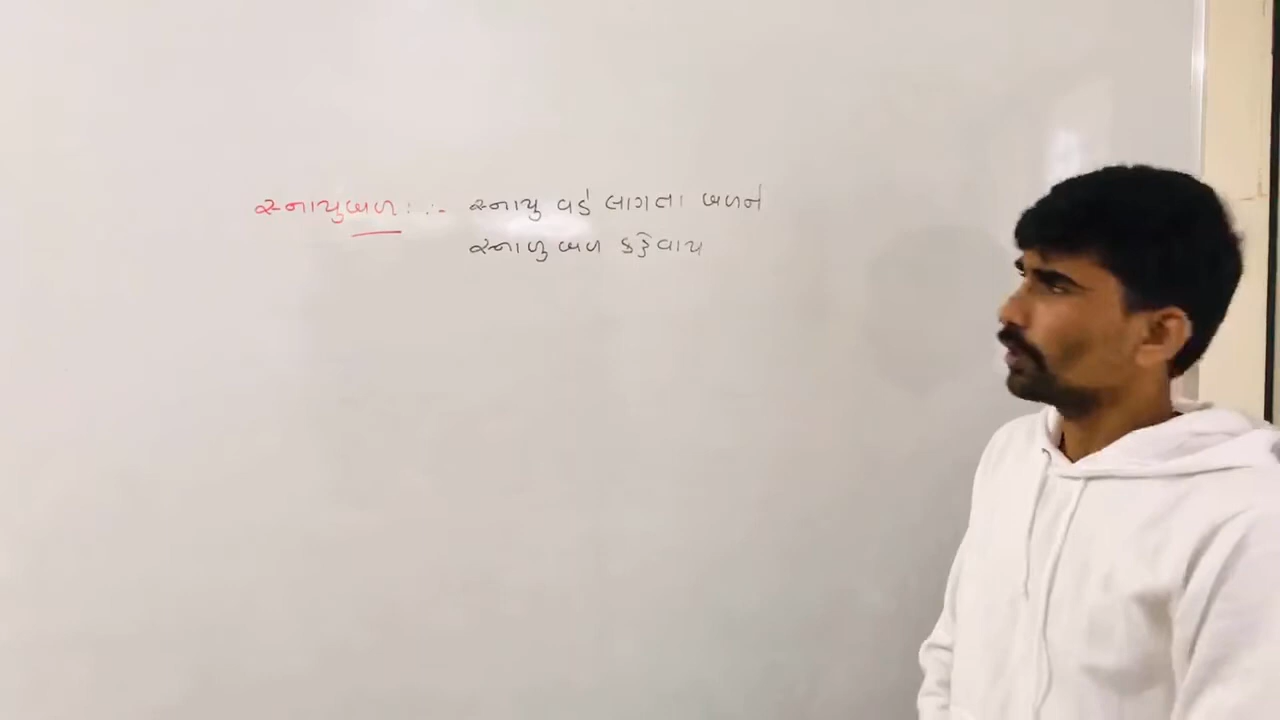 સ્નાયુબળ :- સ્નાયુ વડે લાગતા બળને
સ્નાયુબળ કહેવાય